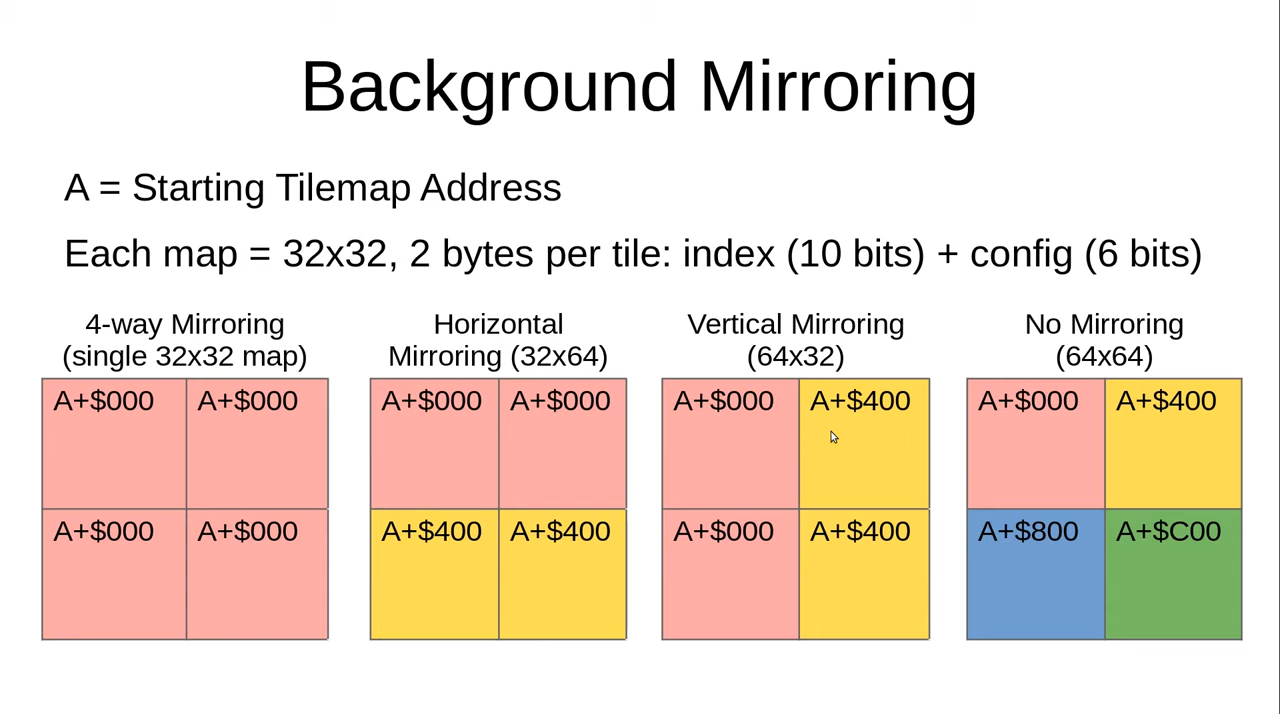 Background Mirroring
A = Starting Tilemap Address
Each map = 32x32, 2 bytes per tile: index (10 bits) + config (6 bits)
4-way Mirroring
(single 32x32 map)
A+$000 A+$000
A+$000 A+$000
Horizontal
Mirroring (32x64)
A+$000 A+$000
A+$400 A+$400
Vertical Mirroring
(64x32)
A+$000 A+$400
A+$000 A+$400
No Mirroring
(64x64)
A+$000 A+$400
A+$800 A+$C00